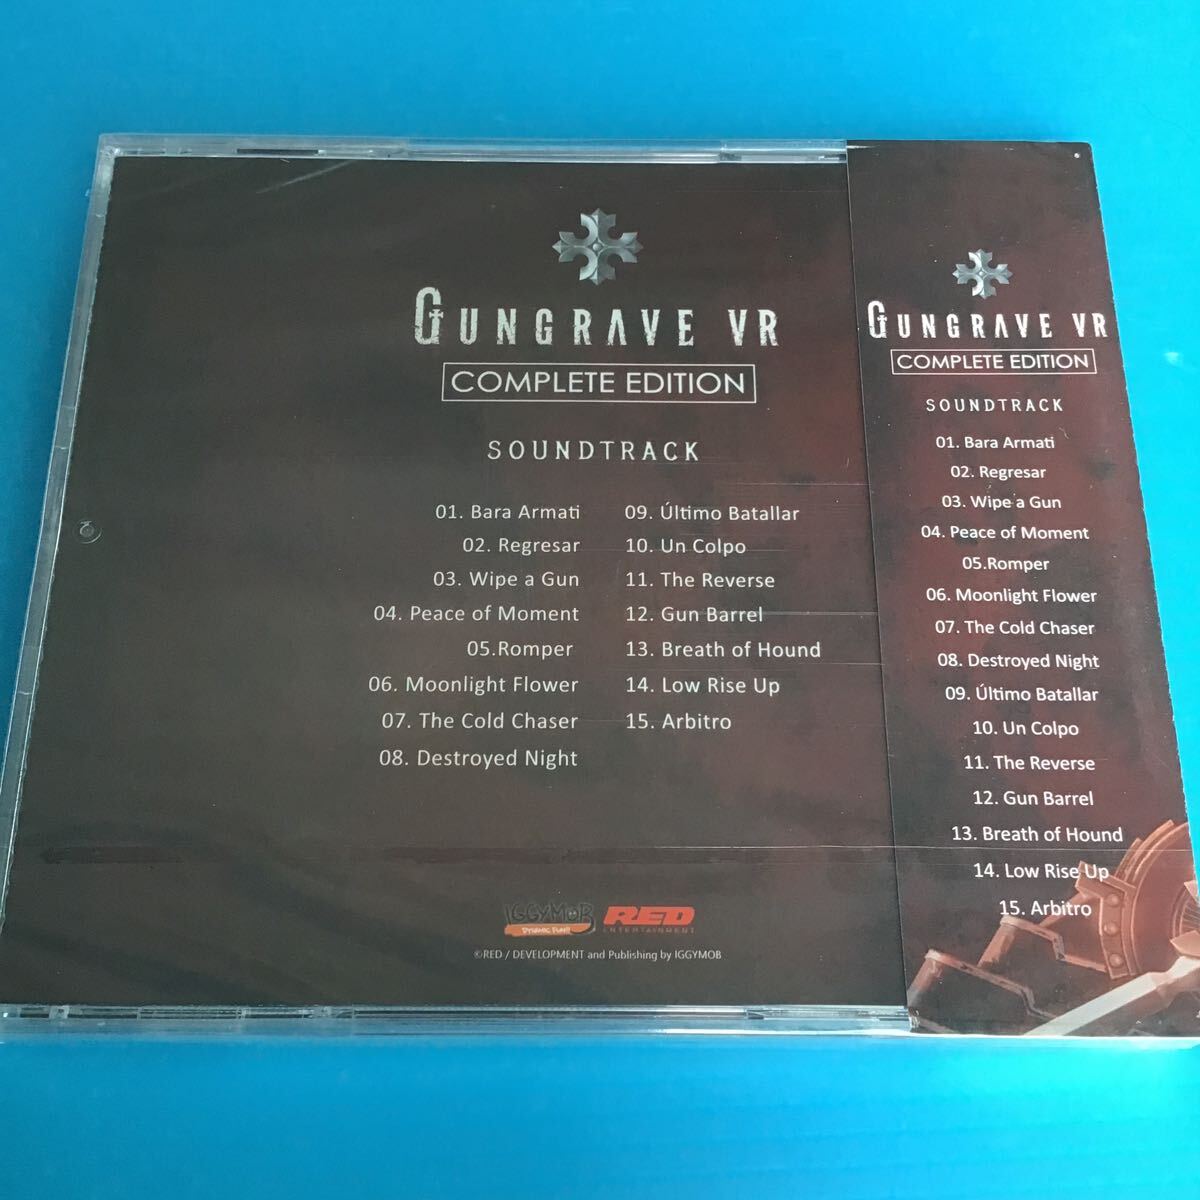 GUNGRAVE VR
COMPLETE EDITION
SOUNDTRACK
01. Bara Armati
02. Regresar
03. Wipe a Gun
04. Peace of Moment
05.Romper
06. Moonlight Flower
07. The Cold Chaser
08. Destroyed Night
09. Último Batallar
10. Un Colpo
11. The Reverse
12. Gun Barrel
13. Breath of Hound
14. Low Rise Up
15. Arbitro
IGGYMOB
DYNAMIC FUN!!
RED
ENTERTAINMENT
©RED / DEVELOPMENT and Publishing by IGGYMOB
GUNGRAVE VR
COMPLETE EDITION
SOUNDTRACK
01. Bara Armati
02. Regresar
03. Wipe a Gun
04. Peace of Moment
05.Romper
06. Moonlight Flower
07. The Cold Chaser
08. Destroyed Night
09. Último Batallar
10. Un Colpo
11. The Reverse
12. Gun Barrel
13. Breath of Hound
14. Low Rise Up
15. Arbitro